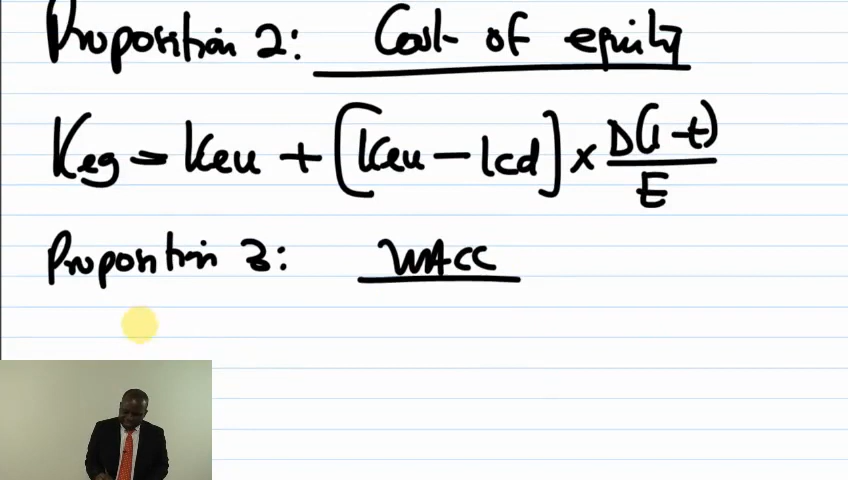 Proposition 2: Cost of equity
Keg = Keu + [Keu - kd] × D(1-t)/E
Proposition 3: WACC